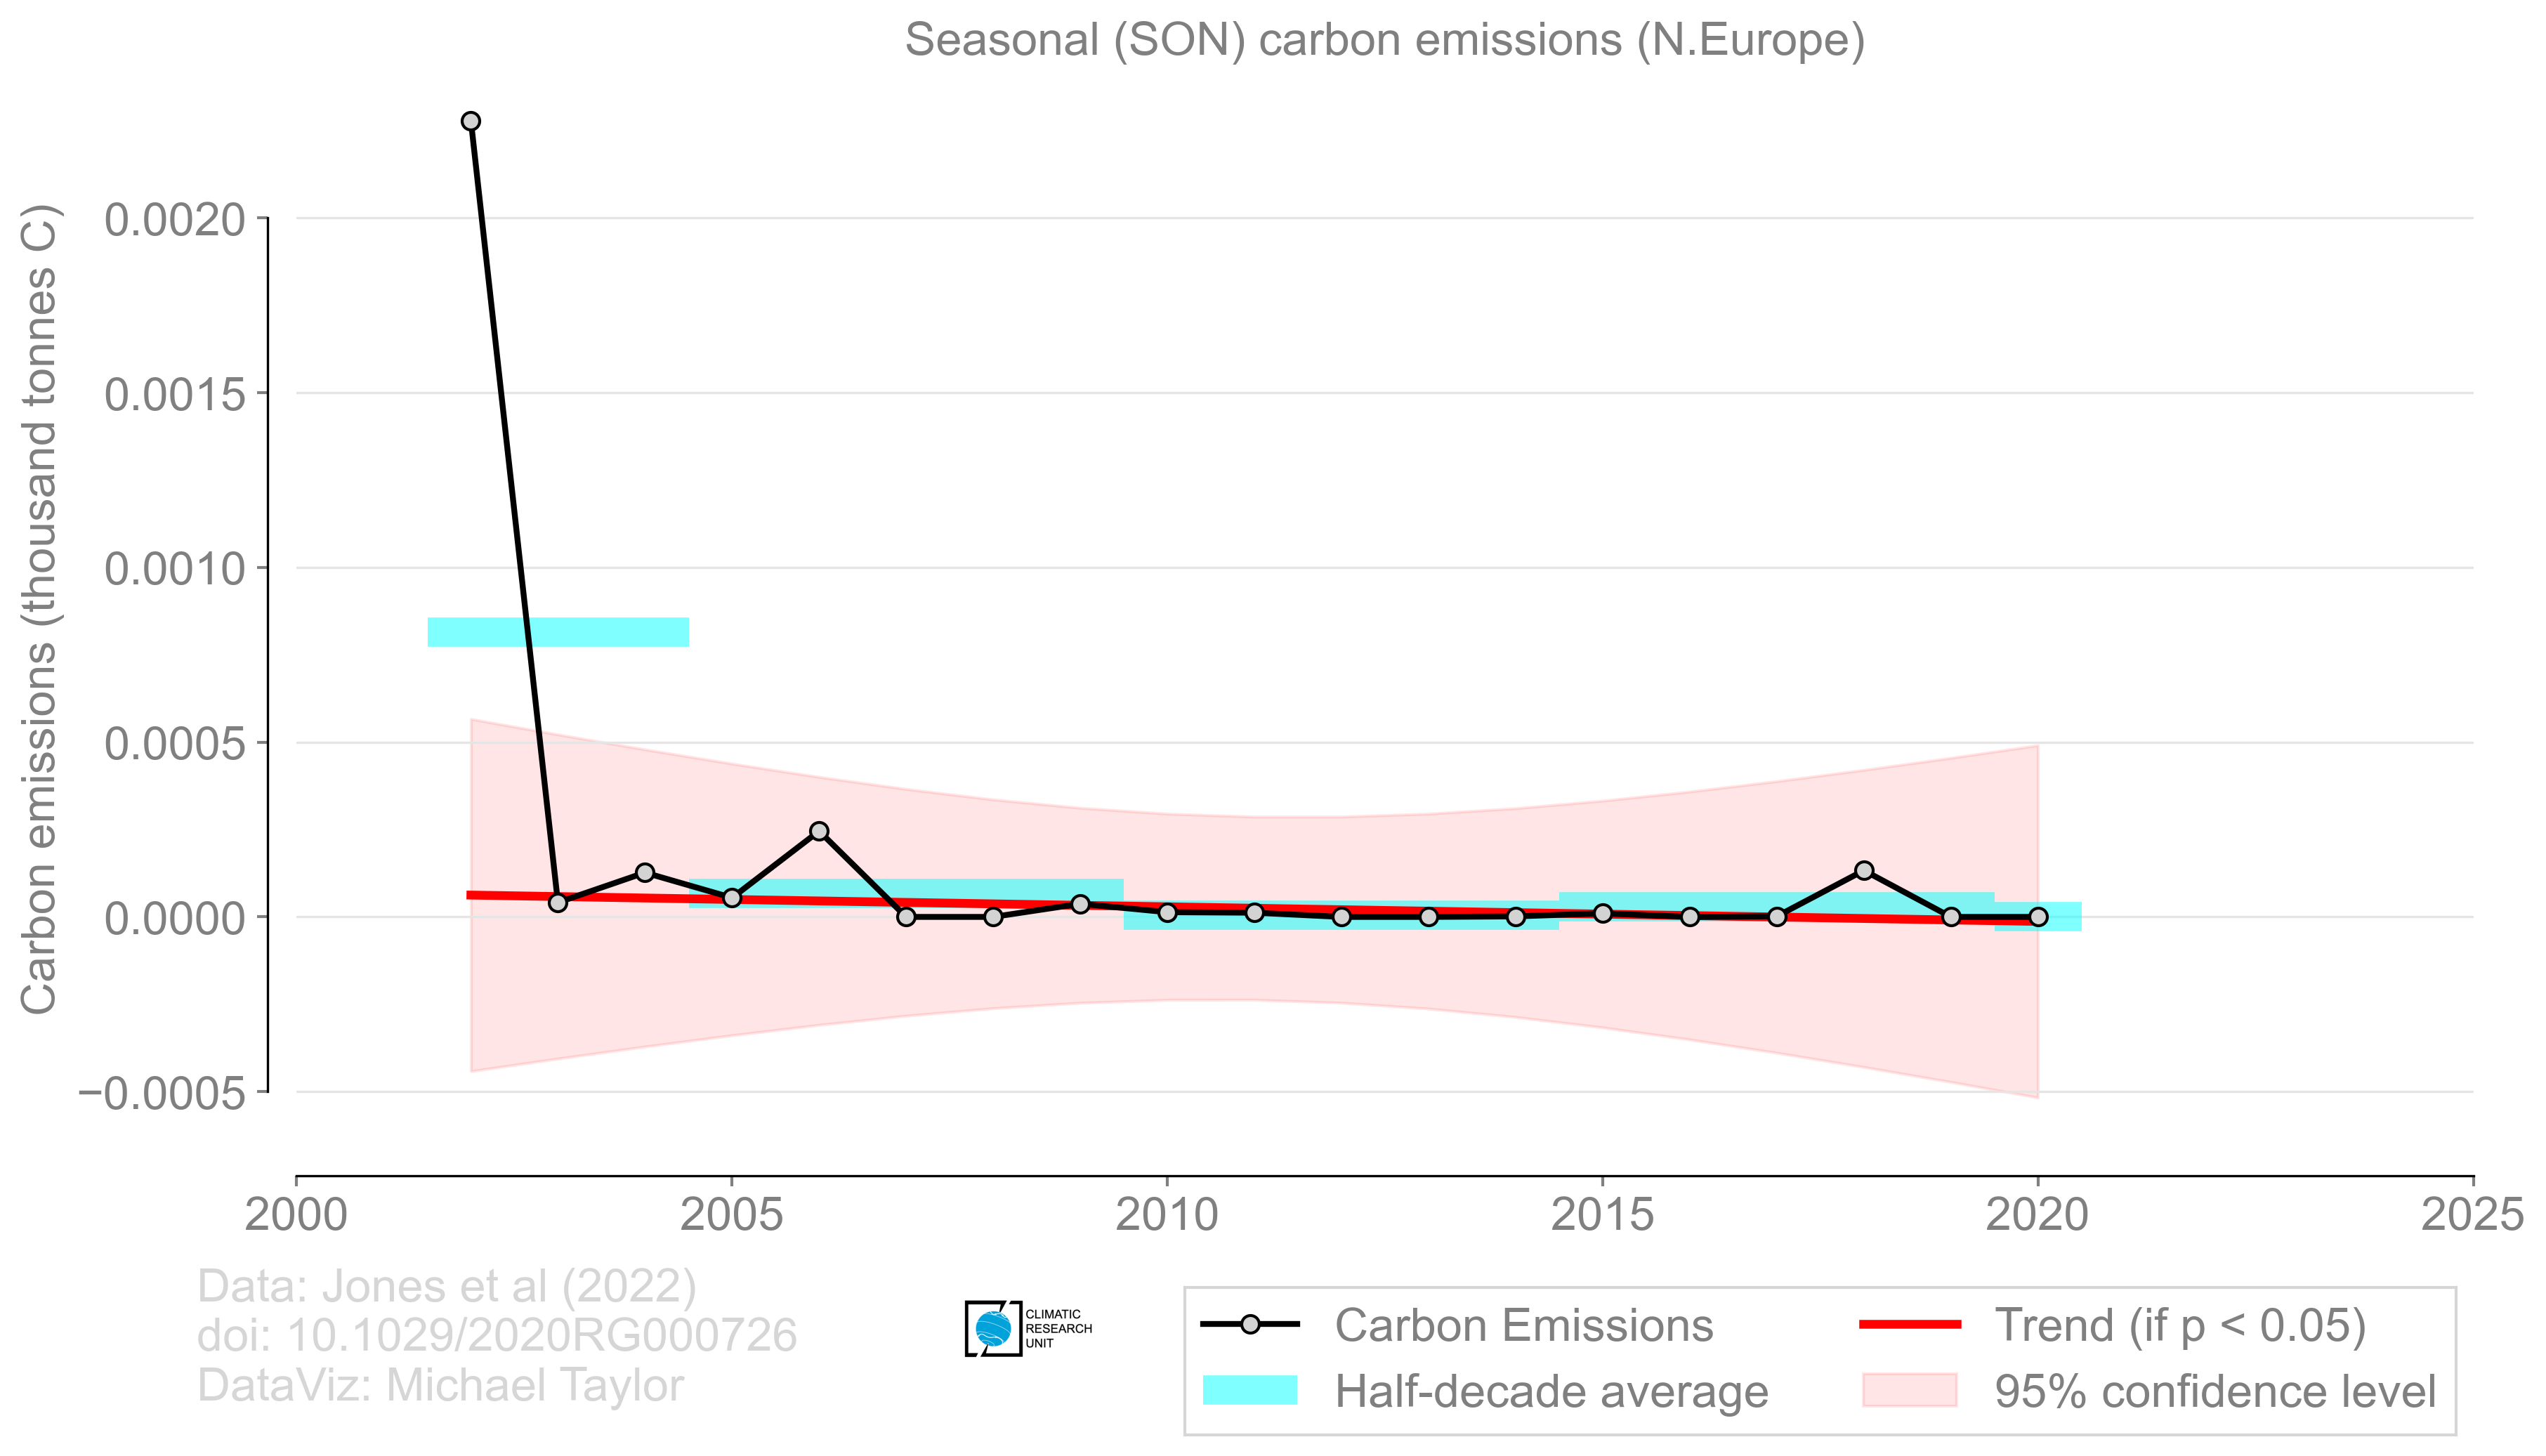 Seasonal (SON) carbon emissions (N.Europe)
Carbon emissions (thousand tonnes C)
0.0020
0.0015
0.0010
0.0005
0.0000
−0.0005
2000 2005 2010 2015 2020 2025
Data: Jones et al (2022)
doi: 10.1029/2020RG000726
DataViz: Michael Taylor
CLIMATIC
RESEARCH
UNIT
Carbon Emissions
Half-decade average
Trend (if p < 0.05)
95% confidence level